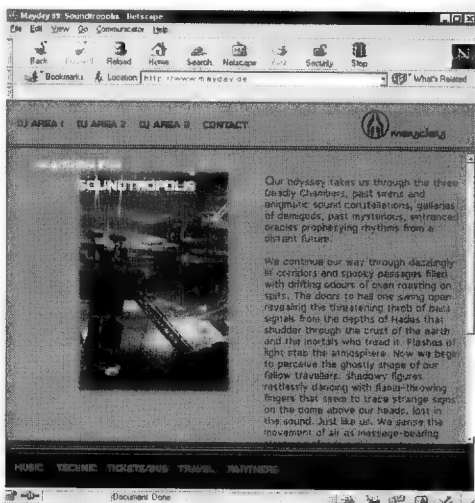 Mayday 99: Soundtropolis - Netscape
File Edit View Go Communicator Help
Back Forward Reload Home Search Netscape Print Security Stop
Bookmarks Location: http://www.mayday.de What's Related
DJ AREA 1 DJ AREA 2 DJ AREA 3 CONTACT
mayday
SOUNDTROPOLIS
Our odyssey takes us through the three
Deadly Chambers, past sirens and
enigmatic sound constellations, galleries
of demigods, past mysterious, entranced
oracles prophesying rhythms from a
distant future.
We continue our way through dazzlingly
lit corridors and spooky passages filled
with drifting odours of oxen roasting on
spits. The doors to hall one swing open
revealing the threatening throb of bass
signals from the depths of Hades that
shudder through the crust of the earth
and the mortals who tread it. Flashes of
light stab the atmosphere. Now we begin
to perceive the ghostly shape of our
fellow travellers: shadowy figures
restlessly dancing with flame-throwing
fingers that seem to trace strange signs
on the dome above our heads, lost in
the sound. Just like us. We sense the
movement of air as message-bearing
MUSIC TECHNIC TICKETS/BUS TRAVEL PARTNERS
Document: Done